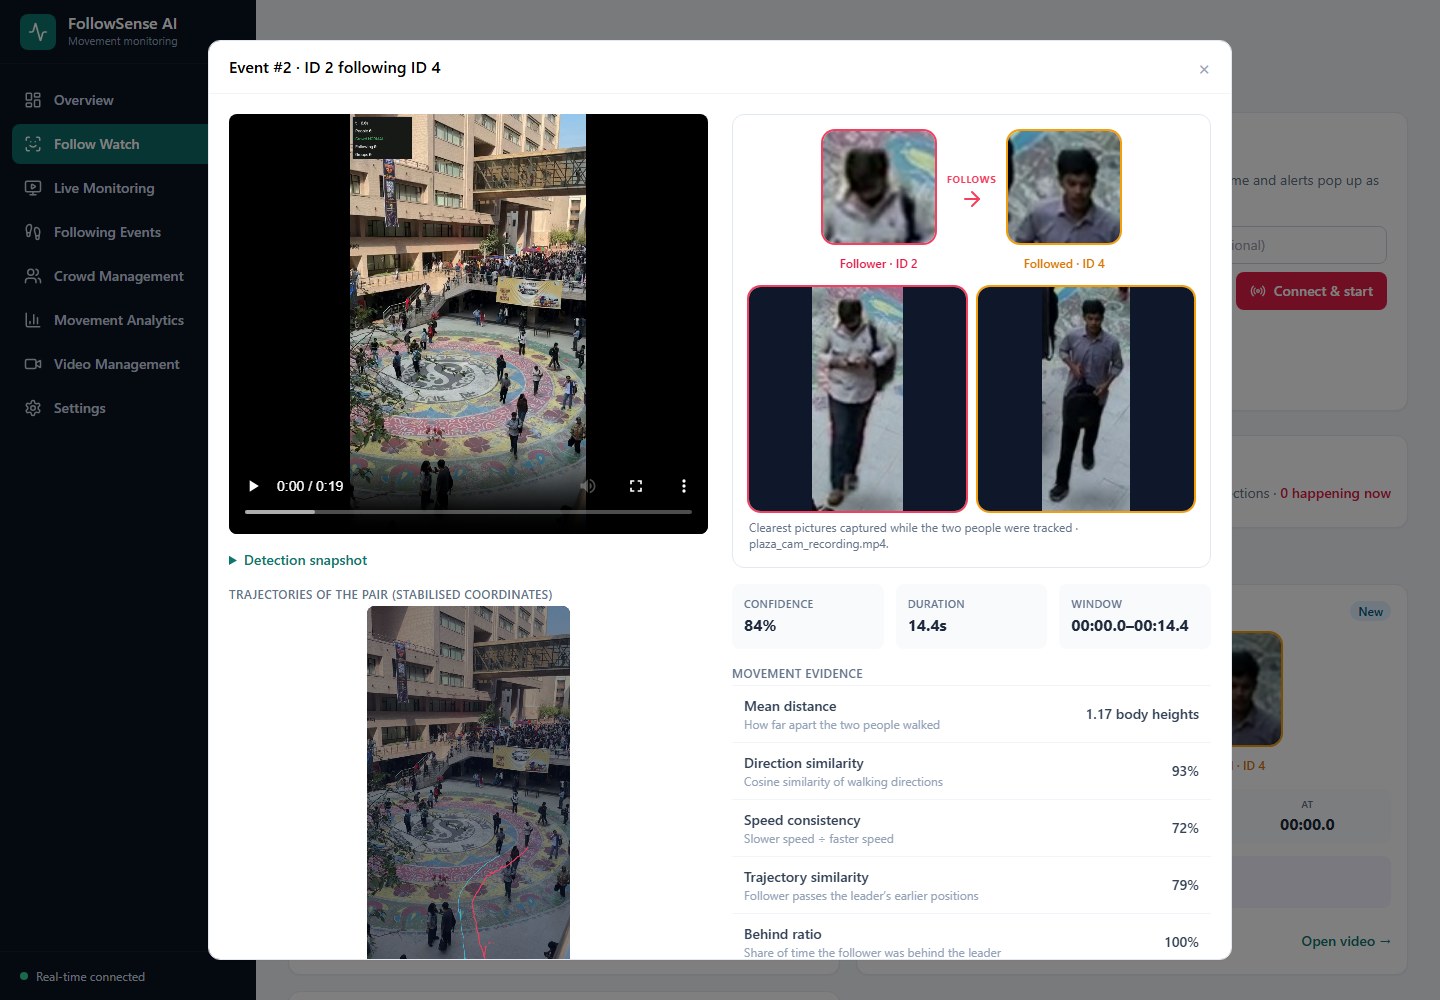 FollowSense AI
Movement monitoring
Overview
Follow Watch
Live Monitoring
Following Events
Crowd Management
Movement Analytics
Video Management
Settings
Real-time connected
Event #2 · ID 2 following ID 4
×
0:00 / 0:19
Detection snapshot
TRAJECTORIES OF THE PAIR (STABILISED COORDINATES)
FOLLOWS
Follower · ID 2
Followed · ID 4
Clearest pictures captured while the two people were tracked ·
plaza_cam_recording.mp4.
CONFIDENCE
84%
DURATION
14.4s
WINDOW
00:00.0–00:14.4
MOVEMENT EVIDENCE
Mean distance
How far apart the two people walked
1.17 body heights
Direction similarity
Cosine similarity of walking directions
93%
Speed consistency
Slower speed ÷ faster speed
72%
Trajectory similarity
Follower passes the leader's earlier positions
79%
Behind ratio
Share of time the follower was behind the leader
100%
me and alerts pop up as
ional)
Connect & start
ctions · 0 happening now
New
· ID 4
AT
00:00.0
Open video →